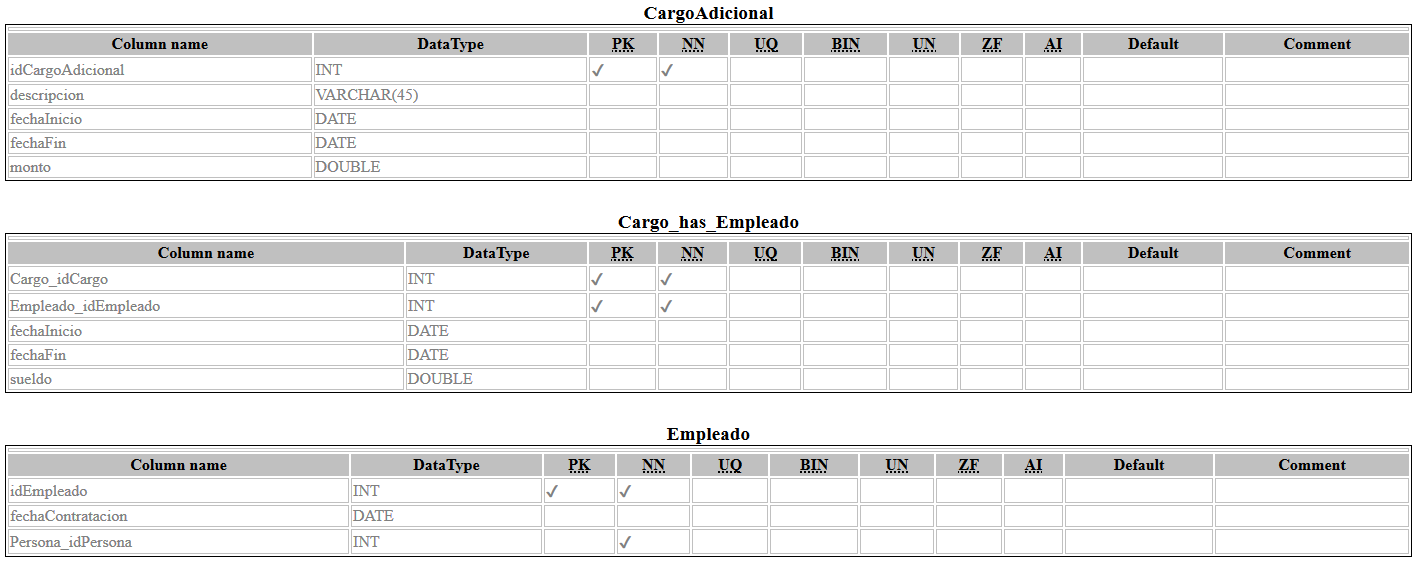 CargoAdicional
Column name DataType PK NN UQ BIN UN ZF AI Default Comment
idCargoAdicional INT ✔ ✔
descripcion VARCHAR(45)
fechaInicio DATE
fechaFin DATE
monto DOUBLE
Cargo_has_Empleado
Column name DataType PK NN UQ BIN UN ZF AI Default Comment
Cargo_idCargo INT ✔ ✔
Empleado_idEmpleado INT ✔ ✔
fechaInicio DATE
fechaFin DATE
sueldo DOUBLE
Empleado
Column name DataType PK NN UQ BIN UN ZF AI Default Comment
idEmpleado INT ✔ ✔
fechaContratacion DATE
Persona_idPersona INT ✔